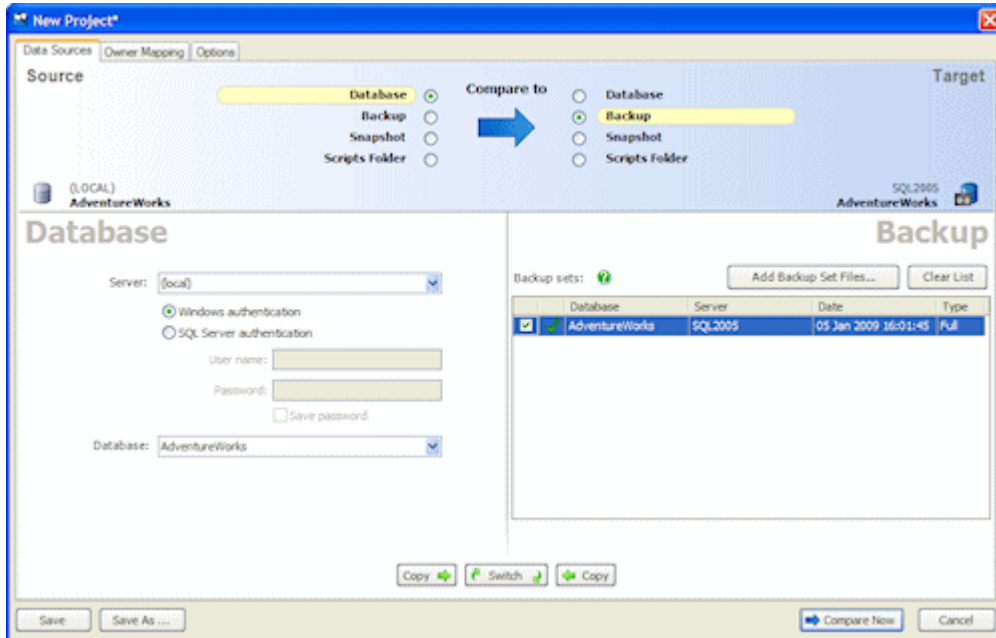 New Project*
Data Sources Owner Mapping Options
Source Compare to Target
Database Database
Backup Backup
Snapshot Snapshot
Scripts Folder Scripts Folder
(LOCAL) SQL2005
AdventureWorks AdventureWorks
Database Backup
Server: (local) Backup sets: Add Backup Set Files... Clear List
Windows authentication Database Server Date Type
SQL Server authentication AdventureWorks SQL2005 05 Jan 2009 16:01:45 Full
User name:
Password:
Save password
Database: AdventureWorks
Copy Switch Copy
Save Save As ... Compare Now Cancel